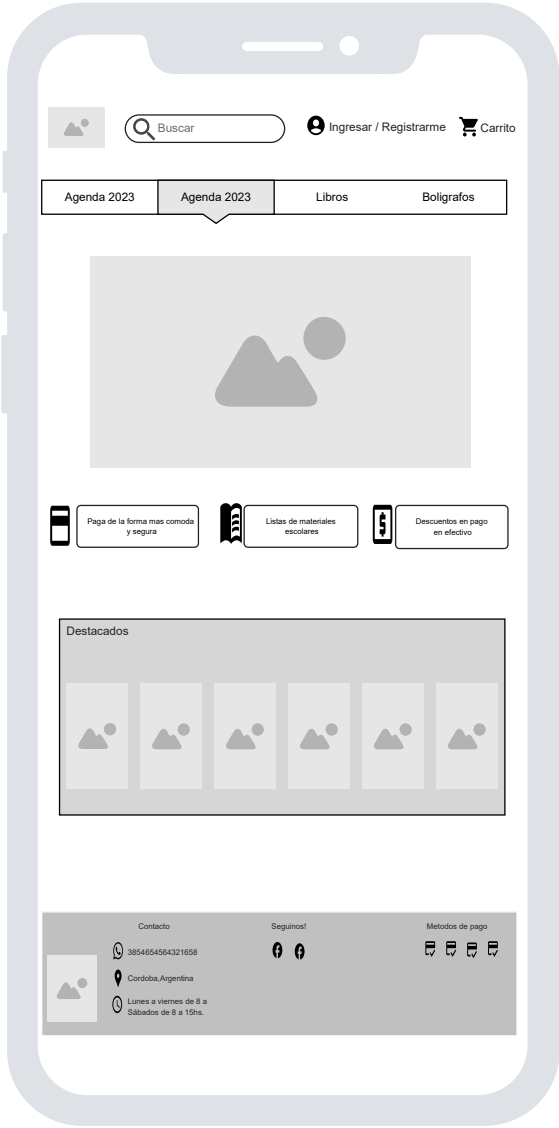 Buscar
Ingresar / Registrarme
Carrito
Agenda 2023
Agenda 2023
Libros
Boligrafos
Paga de la forma mas comoda
y segura
Listas de materiales
escolares
Descuentos en pago
en efectivo
Destacados
Contacto
3854654564321658
Cordoba,Argentina
Lunes a viernes de 8 a
Sábados de 8 a 15hs.
Seguinos!
Metodos de pago